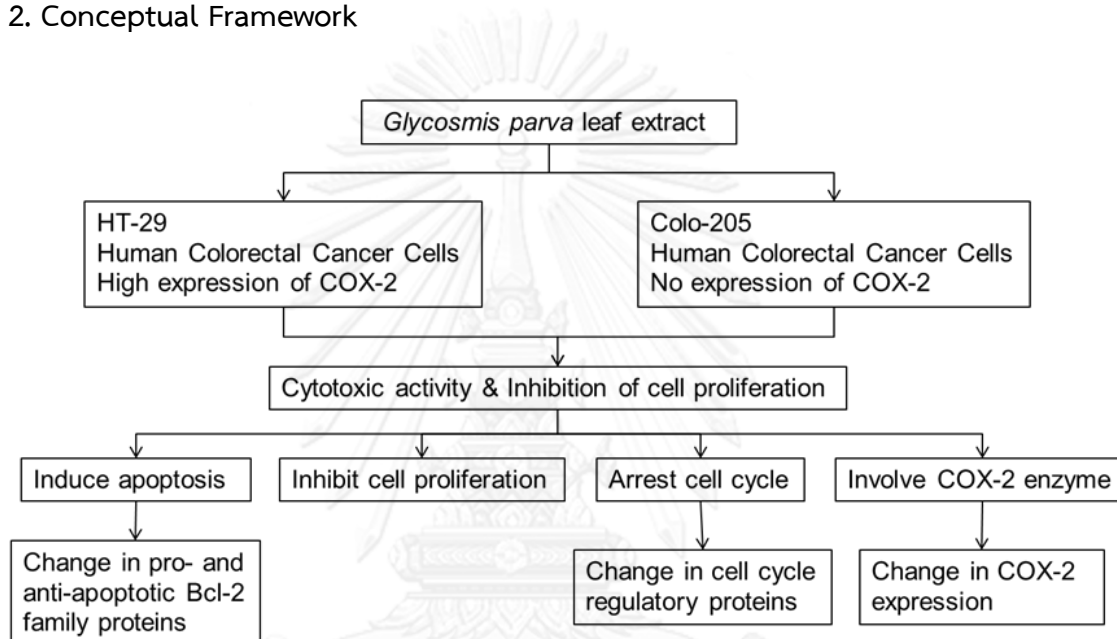 2. Conceptual Framework
Glycosmis parva leaf extract
HT-29
Human Colorectal Cancer Cells
High expression of COX-2
Colo-205
Human Colorectal Cancer Cells
No expression of COX-2
Cytotoxic activity & Inhibition of cell proliferation
Induce apoptosis
Inhibit cell proliferation
Arrest cell cycle
Involve COX-2 enzyme
Change in pro- and
anti-apoptotic Bcl-2
family proteins
Change in cell cycle
regulatory proteins
Change in COX-2
expression